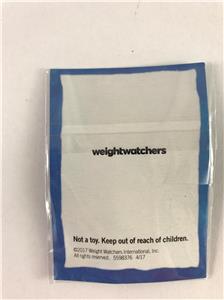 weightwatchers
Not a toy. Keep out of reach of children.
©2017 Weight Watchers International, Inc.
All rights reserved. 5598376 4/17